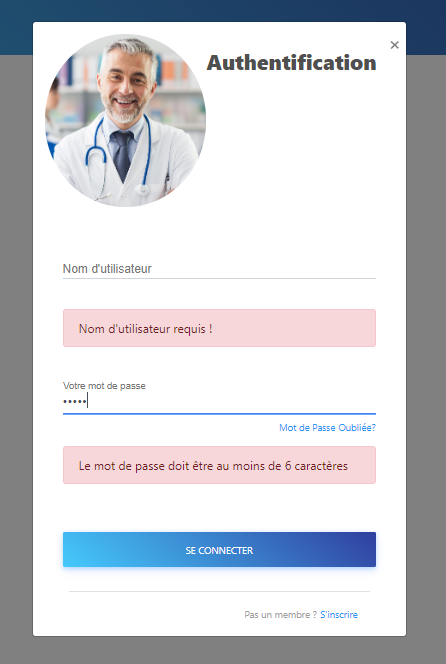 Authentification
×
Nom d'utilisateur
Nom d'utilisateur requis !
Votre mot de passe
•••••
Mot de Passe Oubliée?
Le mot de passe doit être au moins de 6 caractères
SE CONNECTER
Pas un membre ? S'inscrire